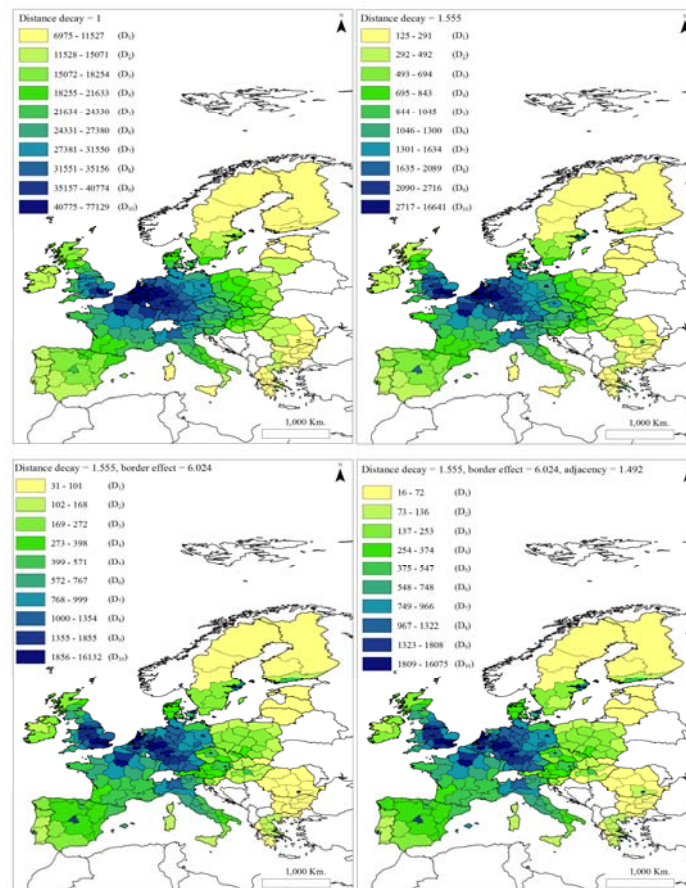 Distance decay = 1
6975 - 11527 (D₁)
11528 - 15071 (D₂)
15072 - 18254 (D₃)
18255 - 21633 (D₄)
21634 - 24330 (D₅)
24331 - 27380 (D₆)
27381 - 31550 (D₇)
31551 - 35156 (D₈)
35157 - 40774 (D₉)
40775 - 77129 (D₁₀)
N
1,000 Km.
Distance decay = 1.555
125 - 291 (D₁)
292 - 492 (D₂)
493 - 694 (D₃)
695 - 843 (D₄)
844 - 1045 (D₅)
1046 - 1300 (D₆)
1301 - 1634 (D₇)
1635 - 2089 (D₈)
2090 - 2716 (D₉)
2717 - 16641 (D₁₀)
N
1,000 Km.
Distance decay = 1.555, border effect = 6.024
31 - 101 (D₁)
102 - 168 (D₂)
169 - 272 (D₃)
273 - 398 (D₄)
399 - 571 (D₅)
572 - 767 (D₆)
768 - 999 (D₇)
1000 - 1354 (D₈)
1355 - 1855 (D₉)
1856 - 16132 (D₁₀)
N
1,000 Km.
Distance decay = 1.555, border effect = 6.024, adjacency = 1.492
16 - 72 (D₁)
73 - 136 (D₂)
137 - 253 (D₃)
254 - 374 (D₄)
375 - 547 (D₅)
548 - 748 (D₆)
749 - 966 (D₇)
967 - 1322 (D₈)
1323 - 1808 (D₉)
1809 - 16075 (D₁₀)
N
1,000 Km.